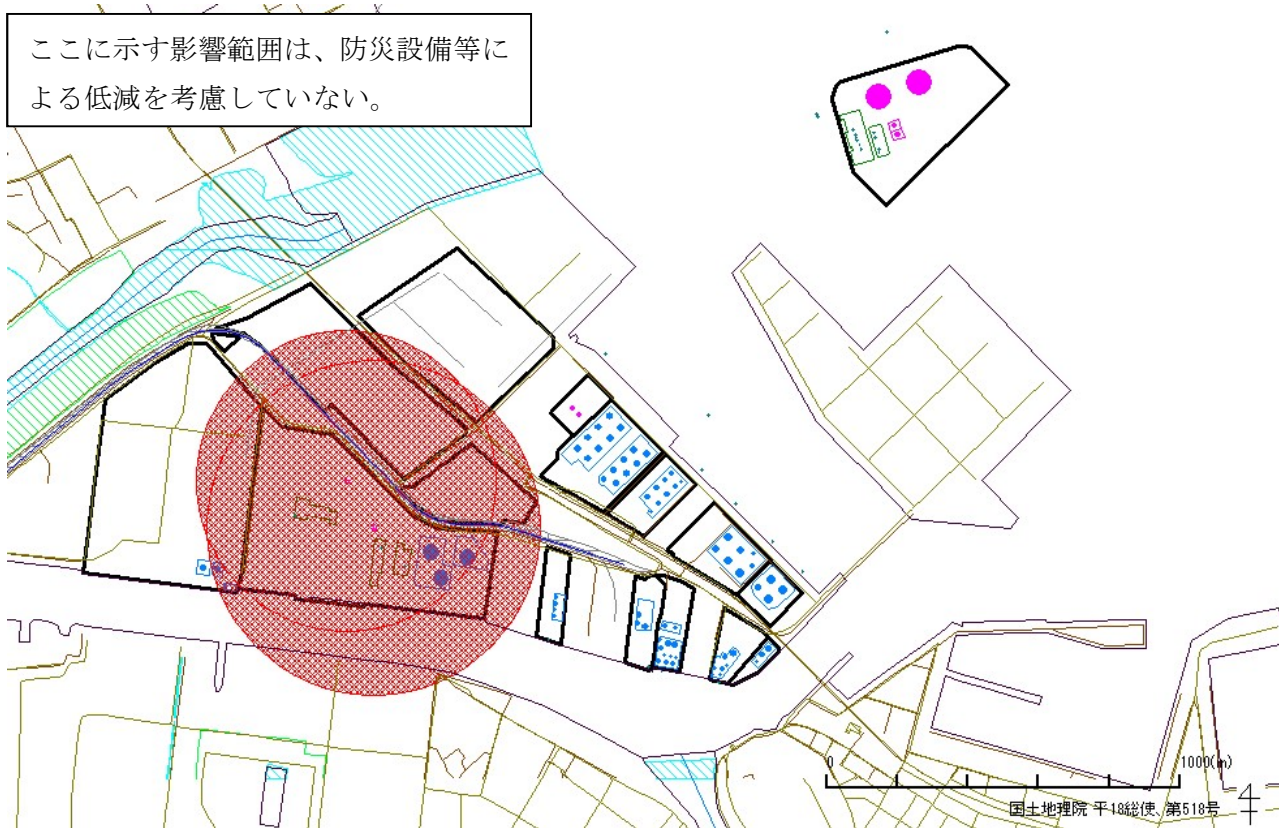 ここに示す影響範囲は、防災設備等に
よる低減を考慮していない。
0 1000(m)
国土地理院 平18総使、第518号